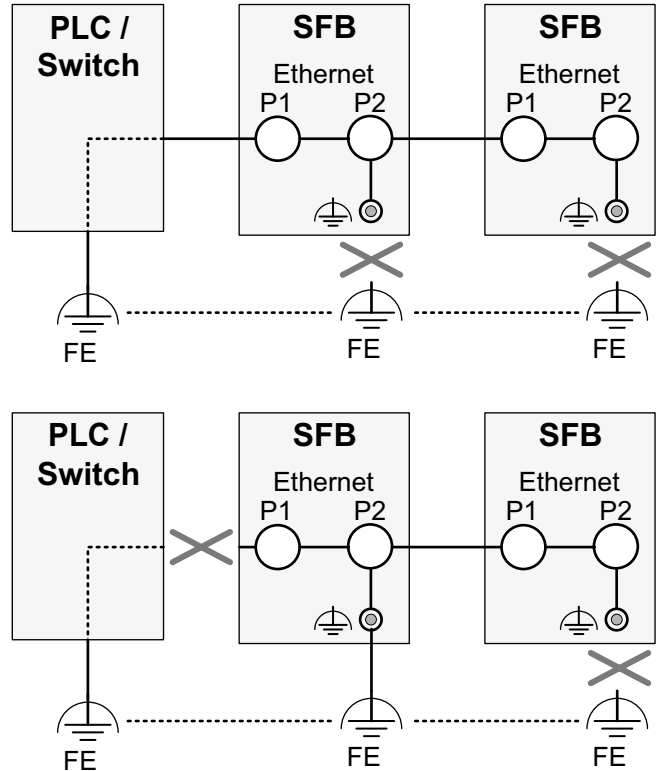 PLC /
Switch
SFB
Ethernet
P1 P2
SFB
Ethernet
P1 P2
FE
FE
FE
PLC /
Switch
SFB
Ethernet
P1 P2
SFB
Ethernet
P1 P2
FE
FE
FE